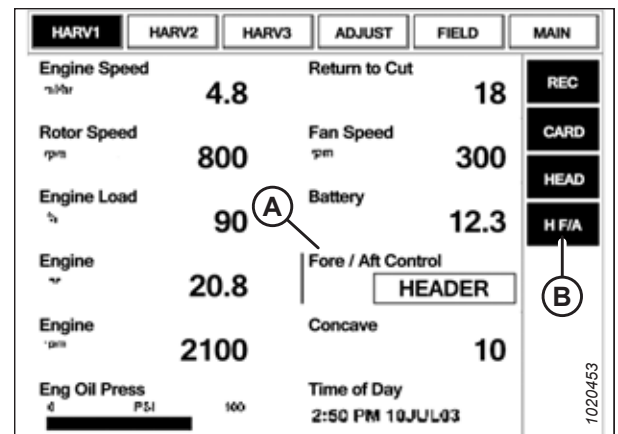 HARV1 HARV2 HARV3 ADJUST FIELD MAIN
Engine Speed Return to Cut REC
4.8 18
Rotor Speed Fan Speed CARD
rpm
800 300
HEAD
Engine Load Battery
A
90 12.3 H F/A
Engine Fore / Aft Control
20.8 HEADER B
Engine Concave
rpm
2100 10
Eng Oil Press Time of Day
0 PSI 100
2:50 PM 10JUL03
1020453